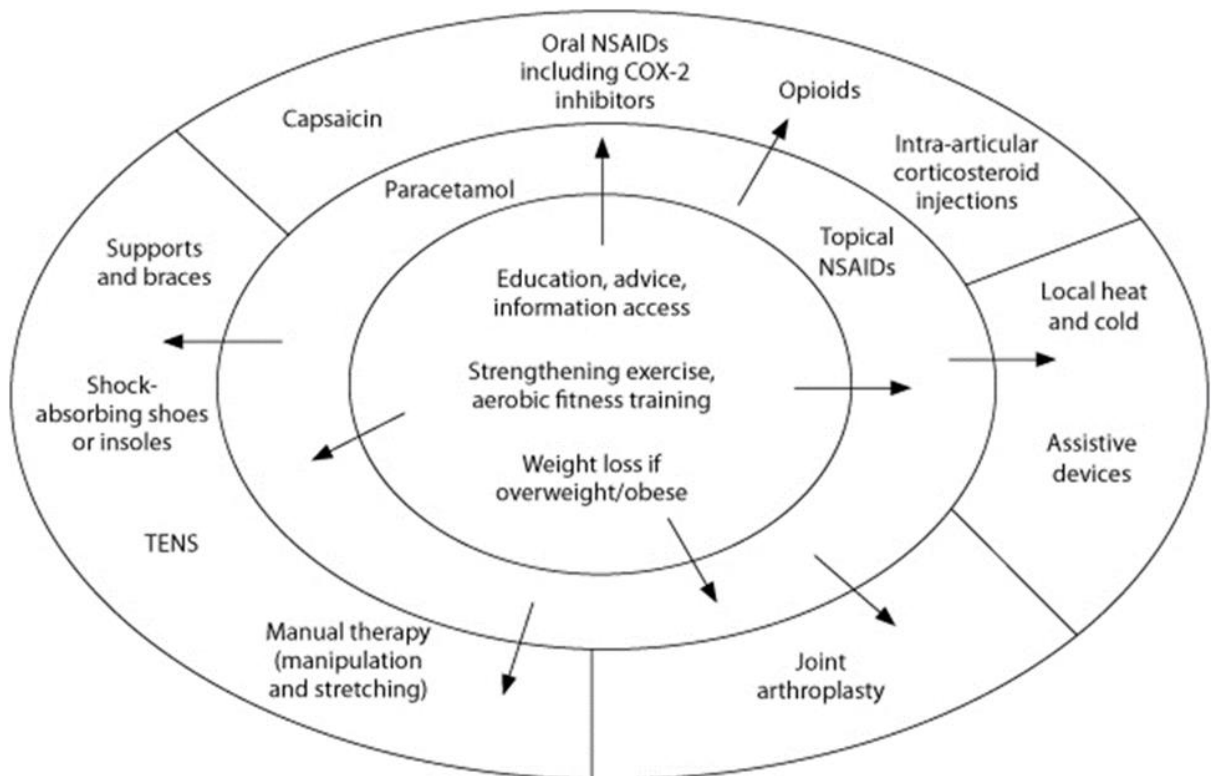 Oral NSAIDs
including COX-2
inhibitors
Opioids
Capsaicin
Intra-articular
corticosteroid
injections
Paracetamol
Topical
NSAIDs
Supports
and braces
Education, advice,
information access
Local heat
and cold
Strengthening exercise,
aerobic fitness training
Shock-
absorbing shoes
or insoles
Assistive
devices
Weight loss if
overweight/obese
TENS
Manual therapy
(manipulation
and stretching)
Joint
arthroplasty